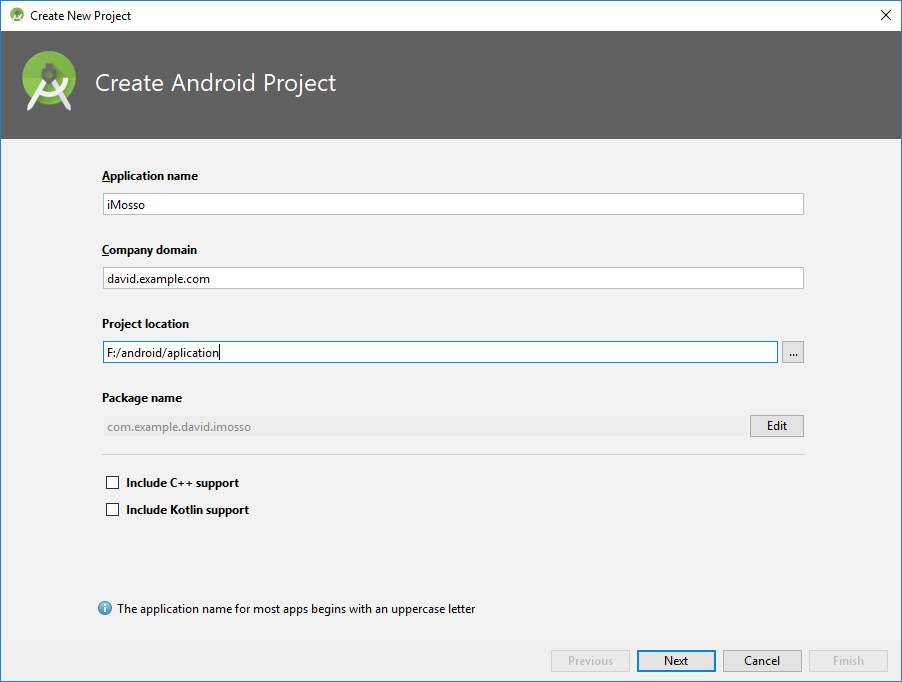 Create New Project
Create Android Project
Application name
iMosso
Company domain
david.example.com
Project location
F:/android/aplication
...
Package name
com.example.david.imosso
Edit
Include C++ support
Include Kotlin support
The application name for most apps begins with an uppercase letter
Previous Next Cancel Finish